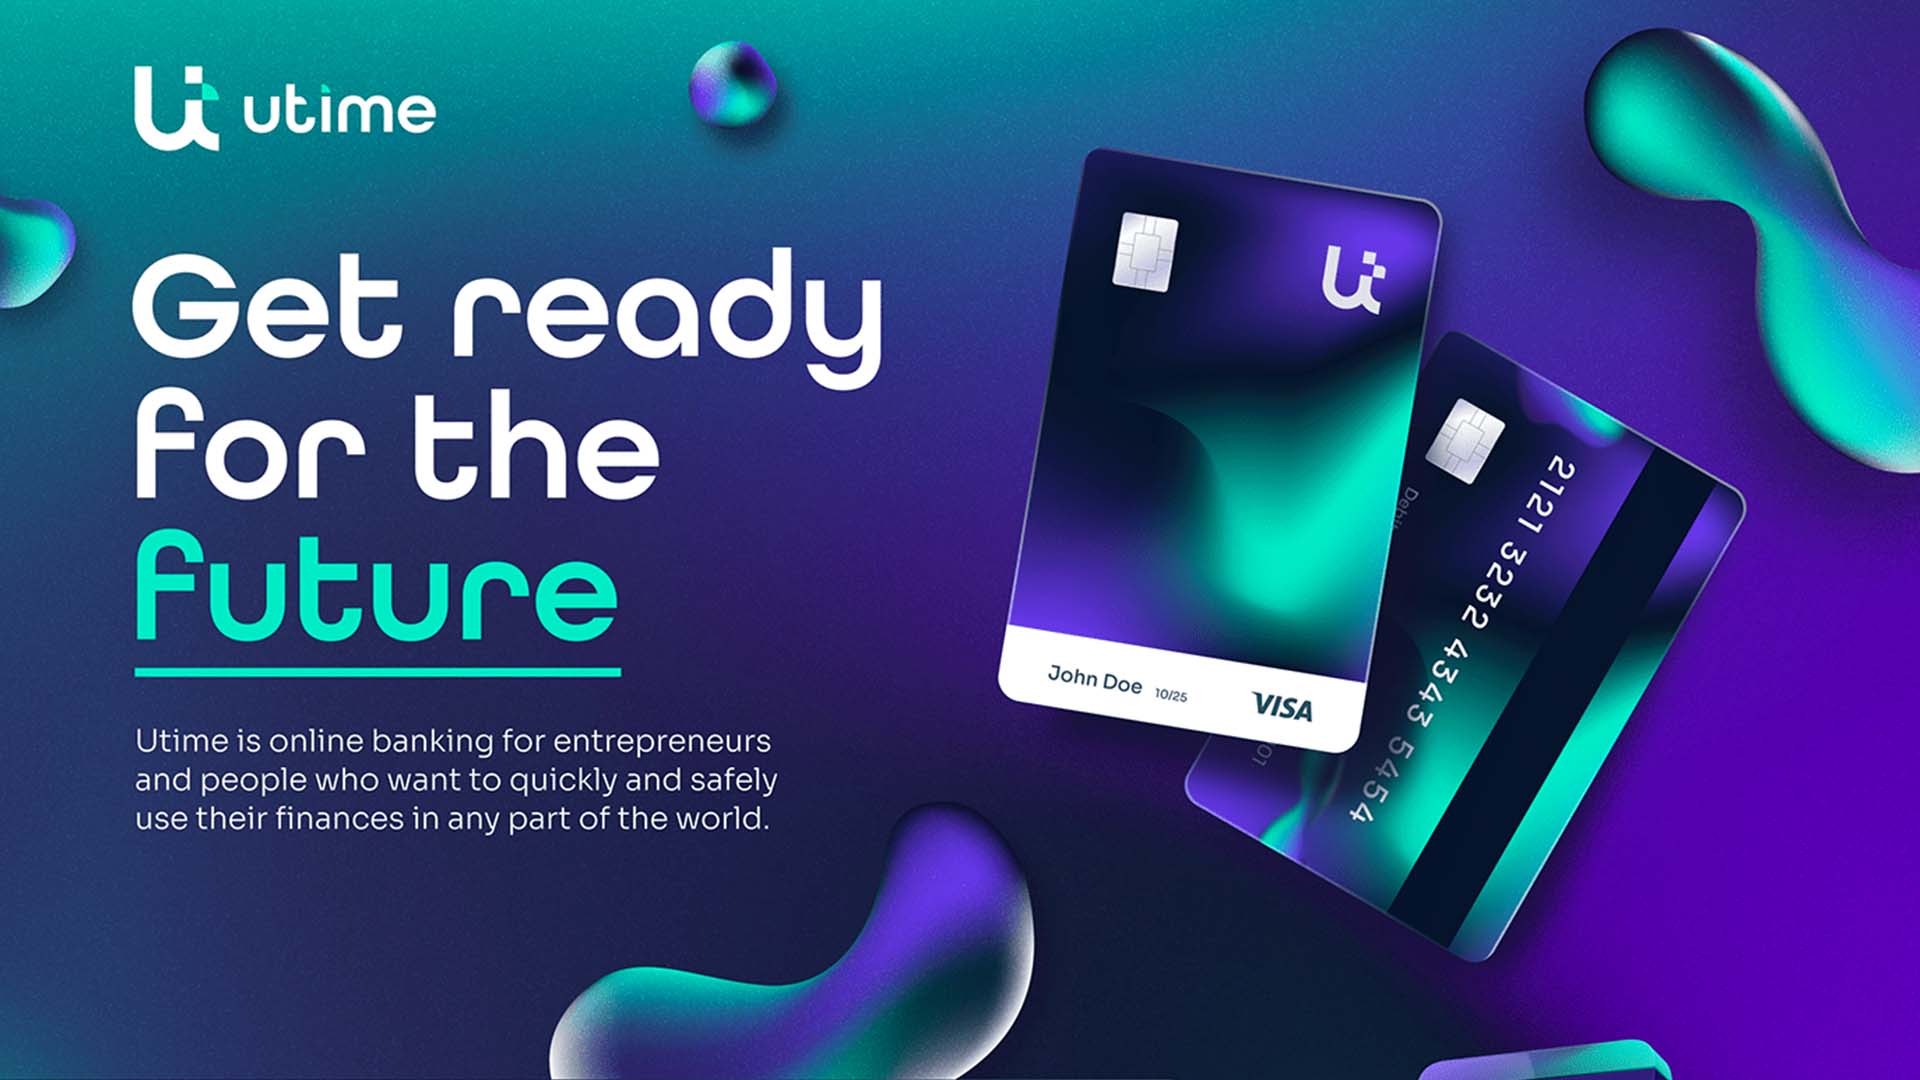 utime
Get ready
for the
future
Utime is online banking for entrepreneurs
and people who want to quickly and safely
use their finances in any part of the world.
John Doe 10/25 VISA
2121 3232 4343 5454